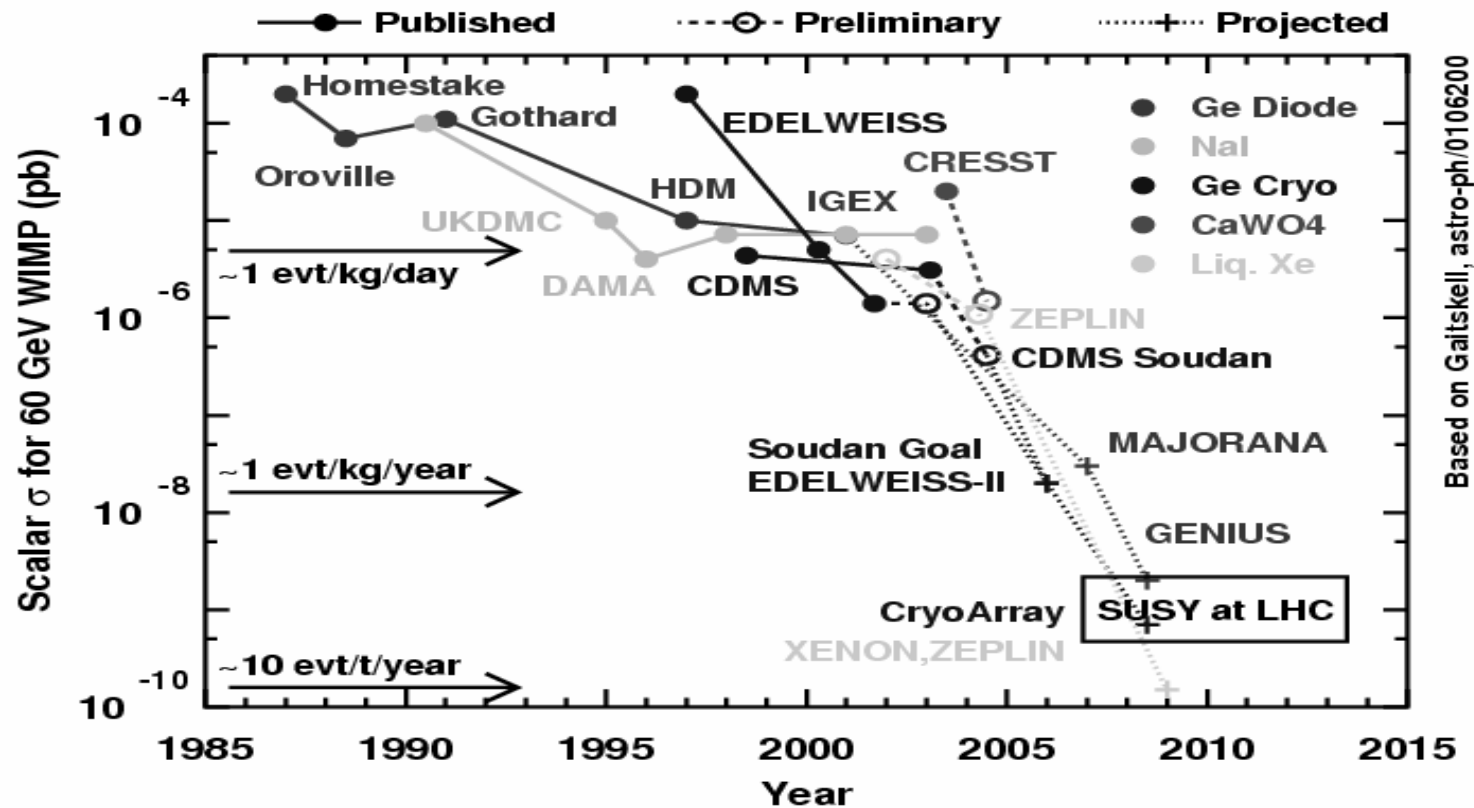 Published Preliminary Projected
Scalar σ for 60 GeV WIMP (pb)
10 -4
10 -6
10 -8
10 -10
Homestake
Gothard
Oroville
EDELWEISS
CRESST
HDM
IGEX
UKDMC
~1 evt/kg/day
DAMA
CDMS
ZEPLIN
CDMS Soudan
Soudan Goal
EDELWEISS-II
MAJORANA
~1 evt/kg/year
GENIUS
CryoArray
SUSY at LHC
XENON,ZEPLIN
~10 evt/t/year
Ge Diode
NaI
Ge Cryo
CaWO4
Liq. Xe
1985 1990 1995 2000 2005 2010 2015
Year
Based on Gaitskell, astro-ph/0106200